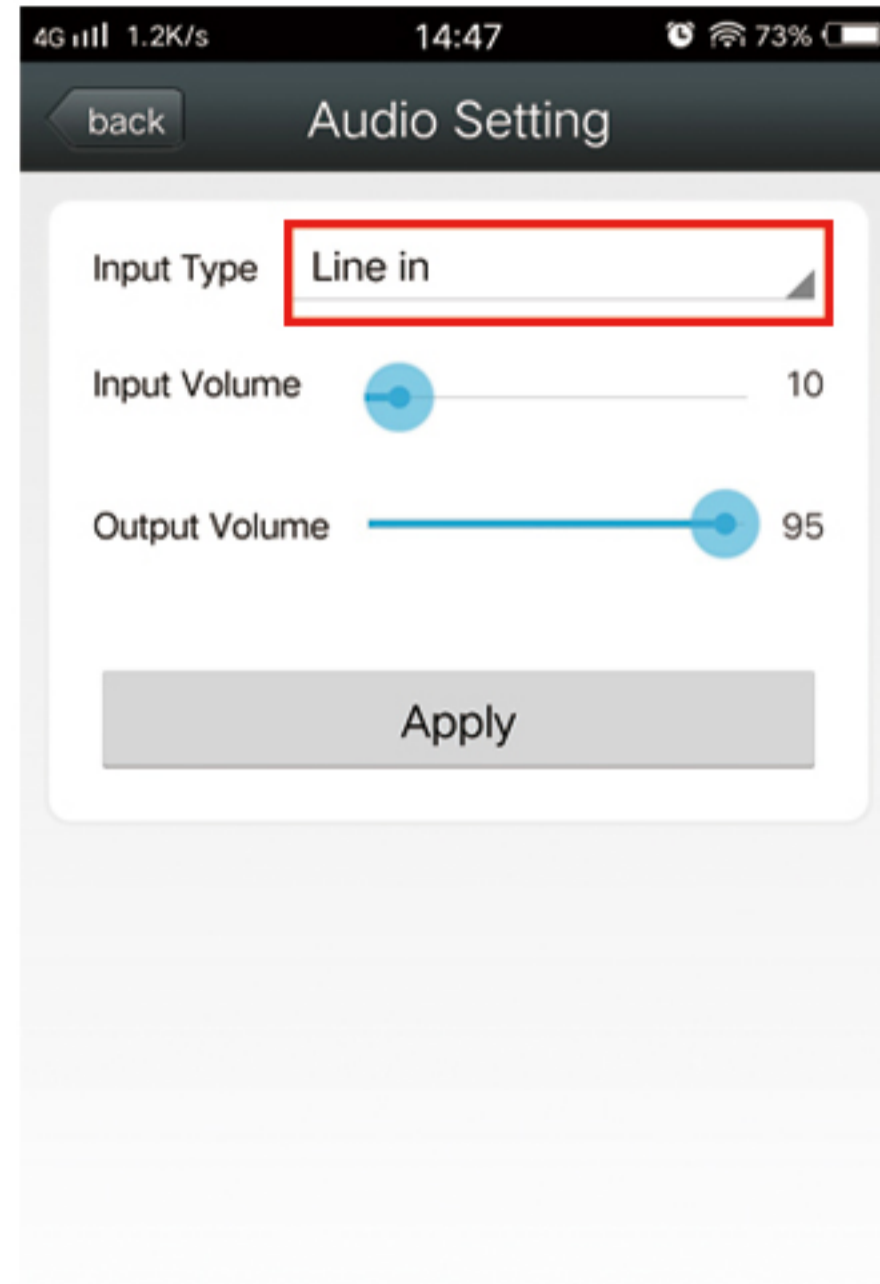 4G 1.2K/s 14:47 73%
back Audio Setting
Input Type Line in
Input Volume 10
Output Volume 95
Apply